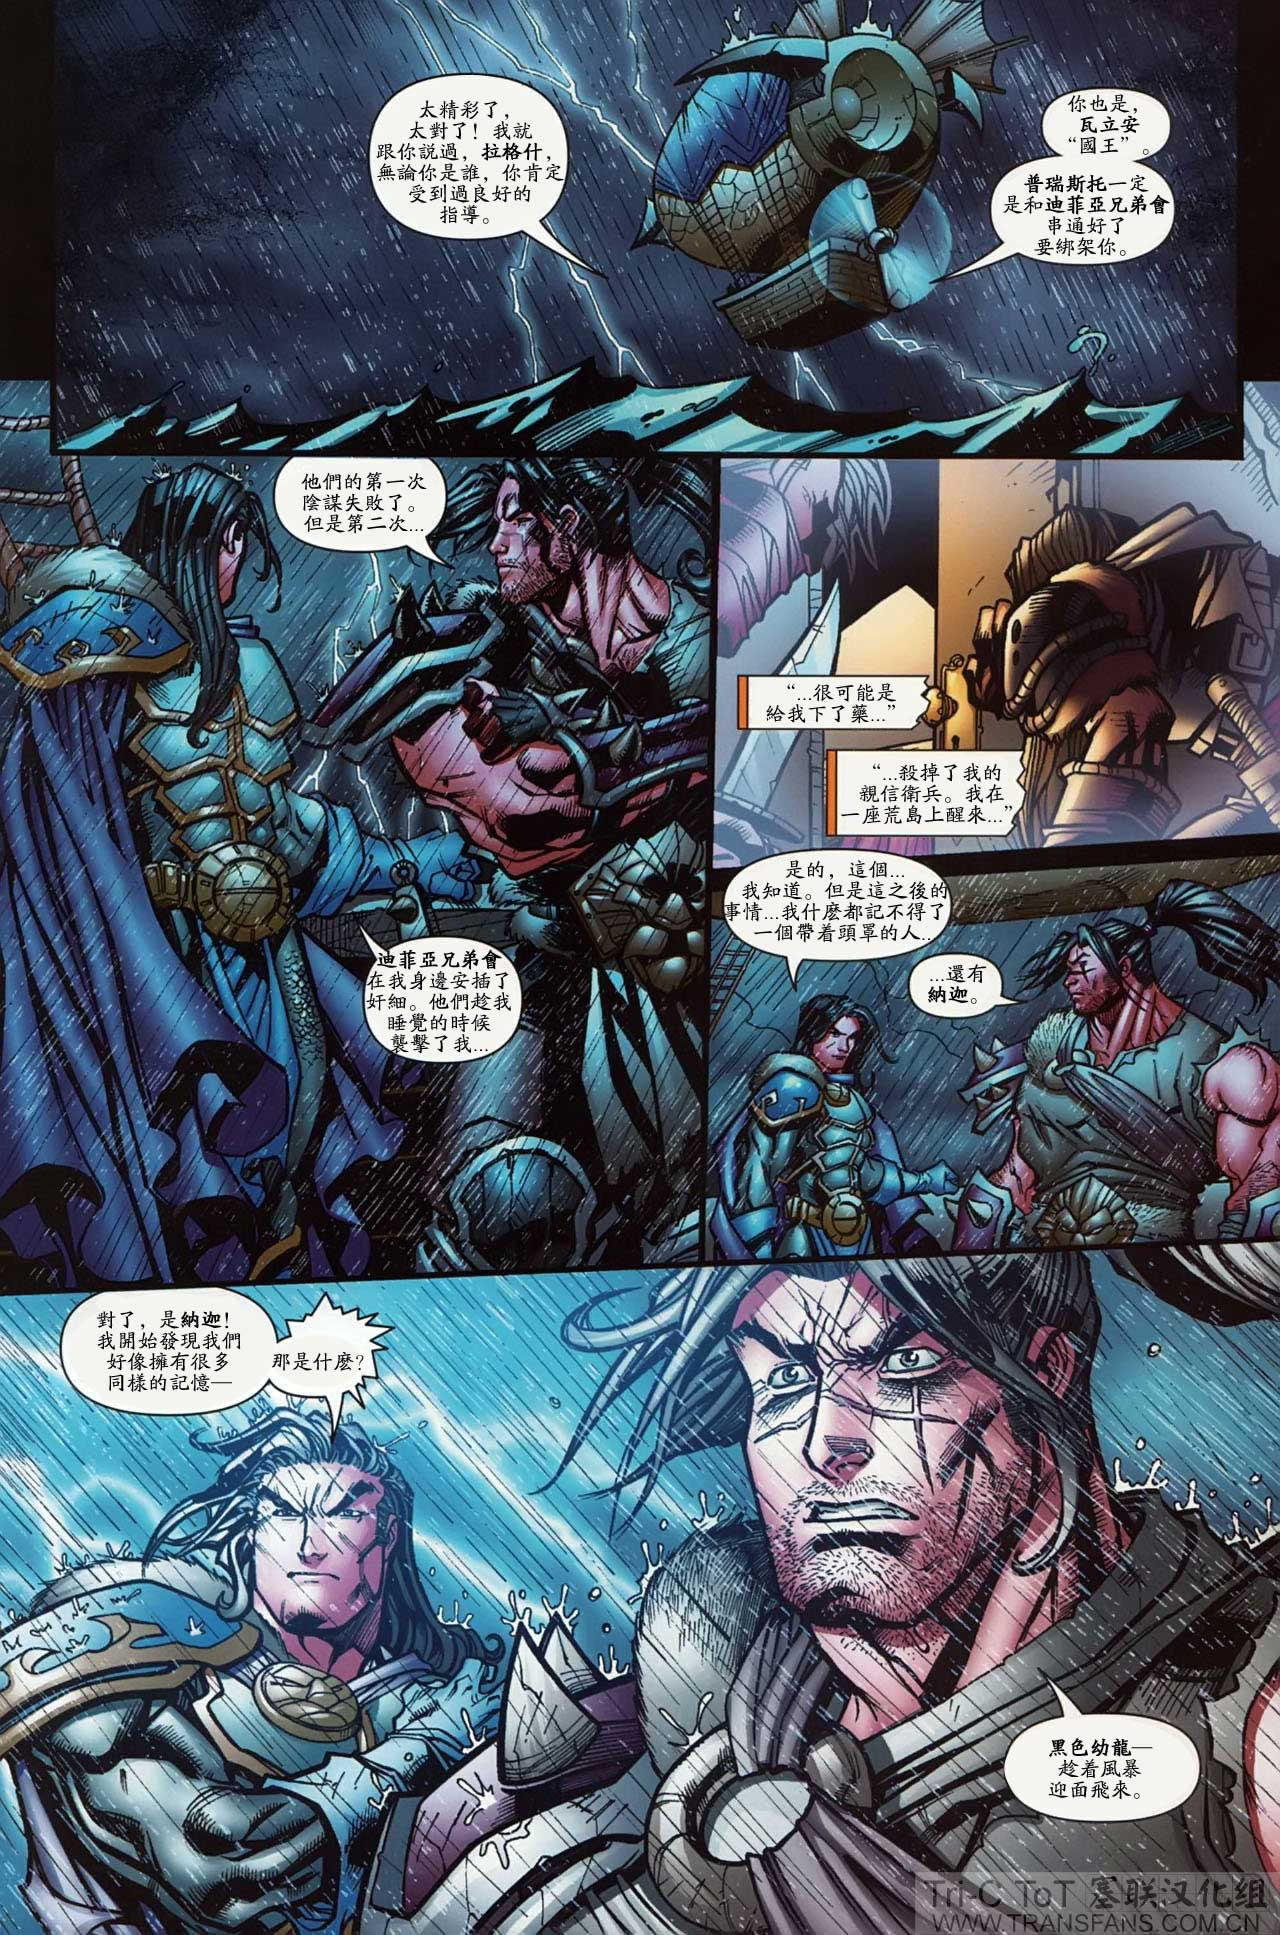 太精彩了，
太對了！我就
跟你説過，拉格什，
無論你是誰，你肯定
受到過良好的
指導。
你也是，
瓦立安
“國王”。
普瑞斯托一定
是和迪菲亞兄弟會
串通好了
要綁架你。
他們的第一次
陰謀失敗了。
但是第二次...
迪菲亞兄弟會
在我身邊安插了
奸細。他們趁我
睡覺的時候
襲擊了我...
“...很可能是
給我下了藥...”
“...殺掉了我的
親信衛兵。我在
一座荒島上醒來...”
是的，這個...
我知道。但是這之後的
事情...我什麽都記不得了
一個帶着頭罩的人...
...還有
納迦。
對了，是納迦！
我開始發現我們
好像擁有很多
同樣的記憶—
那是什麽？
黑色幼龍—
趁着風暴
迎面飛來。
Tri-C ToT 塞联汉化组
WWW.TRANSFANS.COM.CN